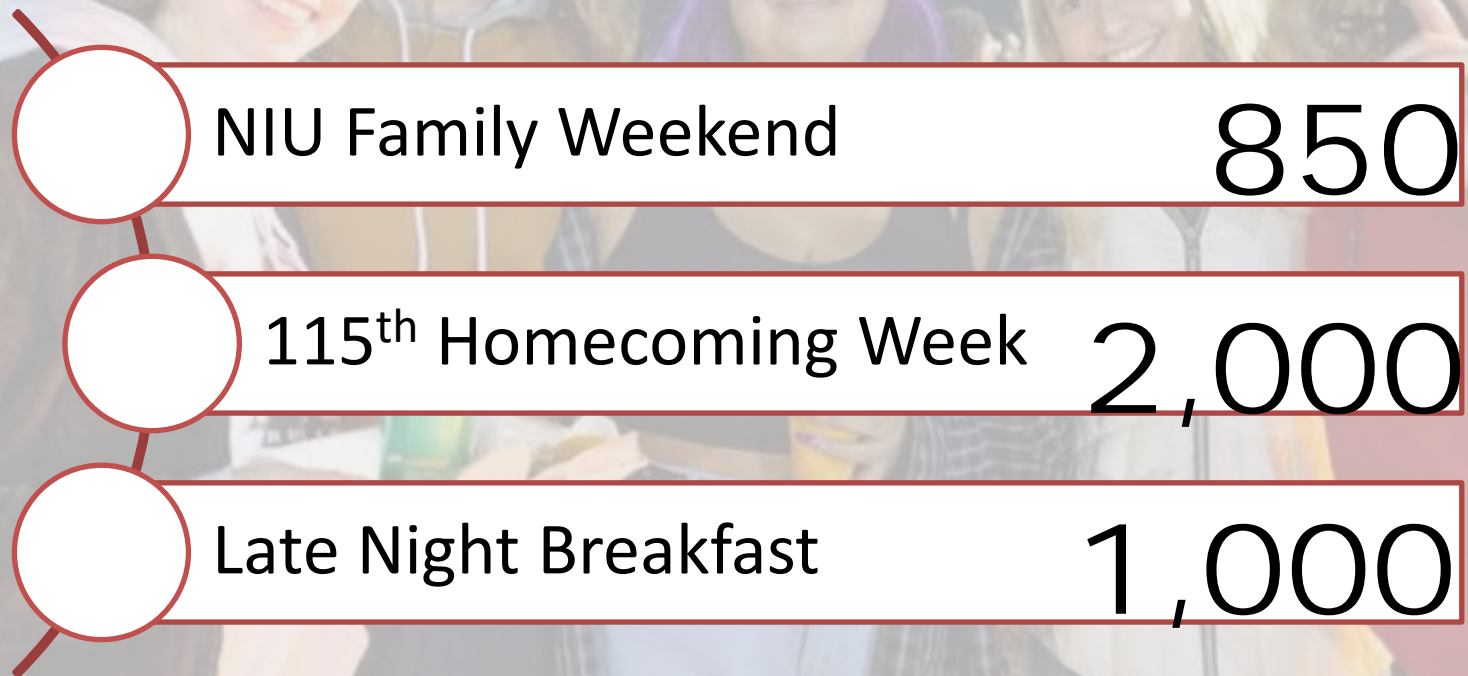 NIU Family Weekend 850
115th Homecoming Week 2,000
Late Night Breakfast 1,000